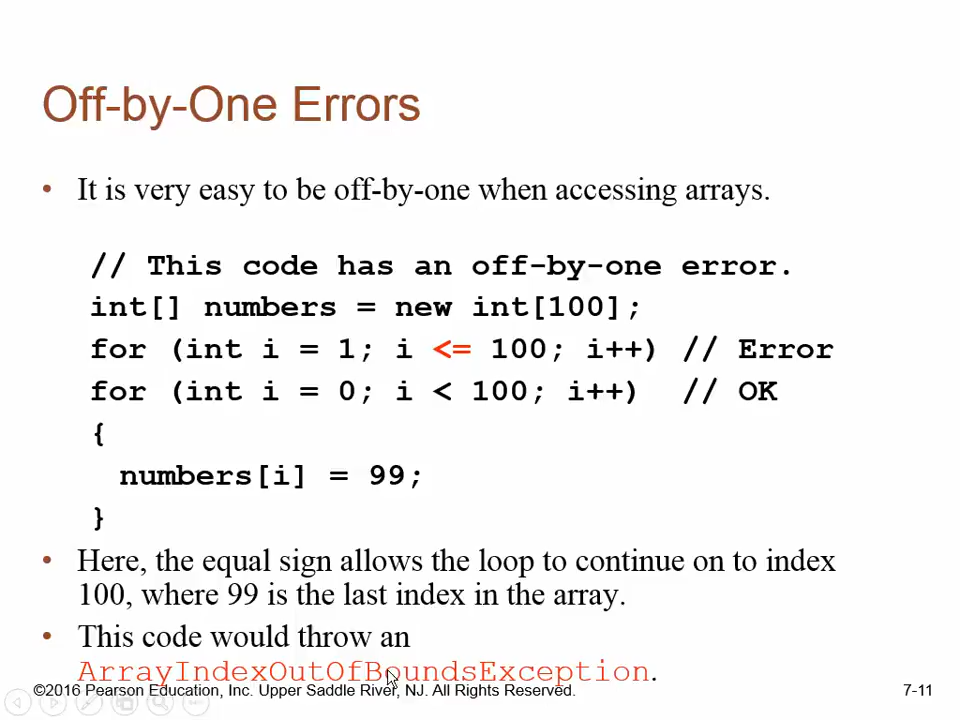 Off-by-One Errors
• It is very easy to be off-by-one when accessing arrays.
// This code has an off-by-one error.
int[] numbers = new int[100];
for (int i = 1; i <= 100; i++) // Error
for (int i = 0; i < 100; i++)  // OK
{
numbers[i] = 99;
}
• Here, the equal sign allows the loop to continue on to index
100, where 99 is the last index in the array.
• This code would throw an
ArrayIndexOutOfBoundsException.
©2016 Pearson Education, Inc. Upper Saddle River, NJ. All Rights Reserved.
7-11